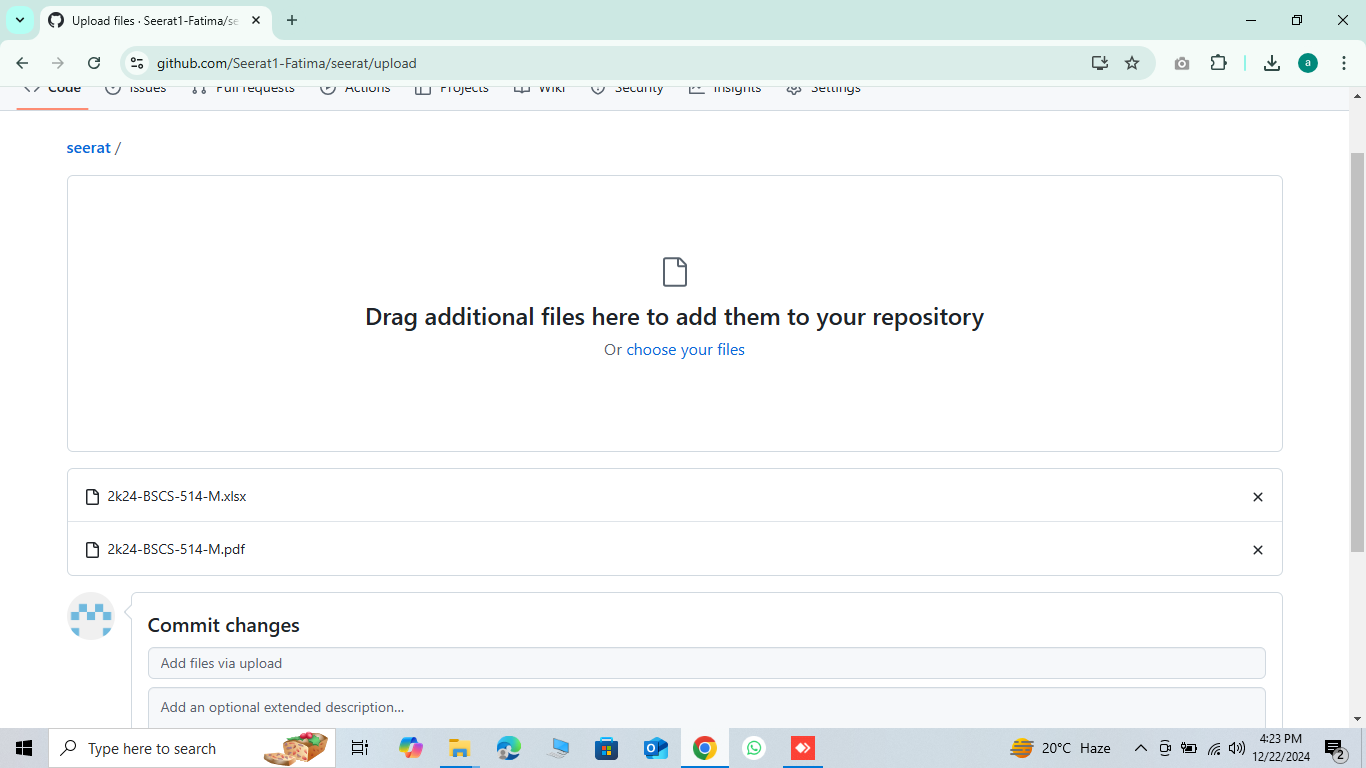 Upload files · Seerat1-Fatima/se
github.com/Seerat1-Fatima/seerat/upload
a
Code Issues Pull requests Actions Projects Wiki Security Insights Settings
seerat /
Drag additional files here to add them to your repository
Or choose your files
2k24-BSCS-514-M.xlsx
2k24-BSCS-514-M.pdf
Commit changes
Add files via upload
Add an optional extended description...
Type here to search
20°C Haze
4:23 PM
12/22/2024
2